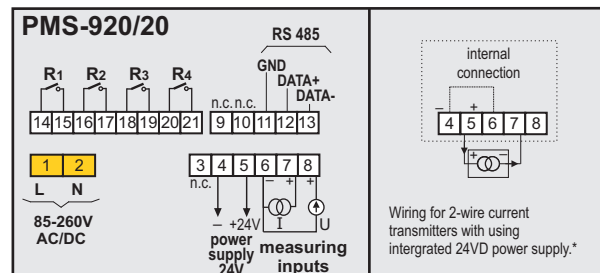 PMS-920/20
RS 485
GND
DATA+
DATA-
R1 R2 R3 R4
n.c. n.c.
14 15 16 17 18 19 20 21 9 10 11 12 13
1 2
L N
85-260V
AC/DC
3 4 5 6 7 8
n.c. – + +
I U
– +24V
power
supply
24V
measuring
inputs
internal
connection
– +
4 5 6 7 8
+ –
Wiring for 2-wire current
transmitters with using
intergrated 24VD power supply.*